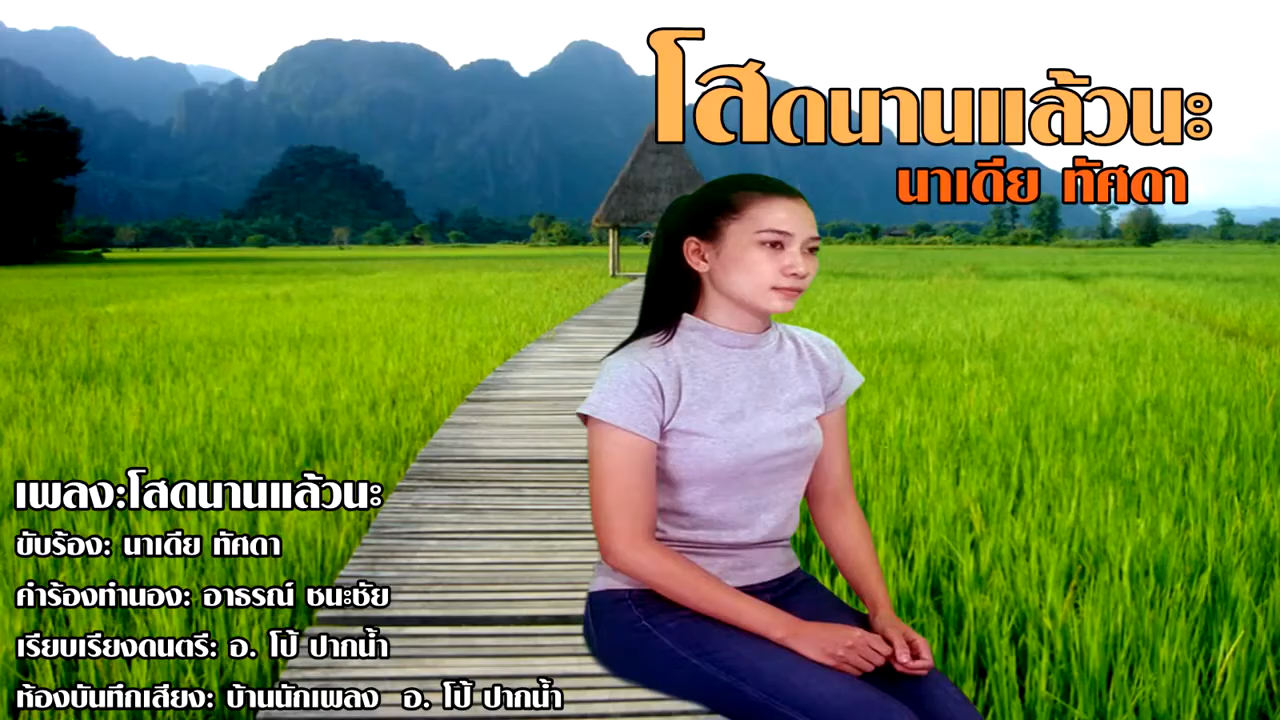 โสดนานแล้วนะ
นาเดีย ทัศดา
เพลง:โสดนานแล้วนะ
ขับร้อง: นาเดีย ทัศดา
คำร้องทำนอง: อาธรณ์ ชนะชัย
เรียบเรียงดนตรี: อ. โป้ ปากน้ำ
ห้องบันทึกเสียง: บ้านนักเพลง อ. โป้ ปากน้ำ